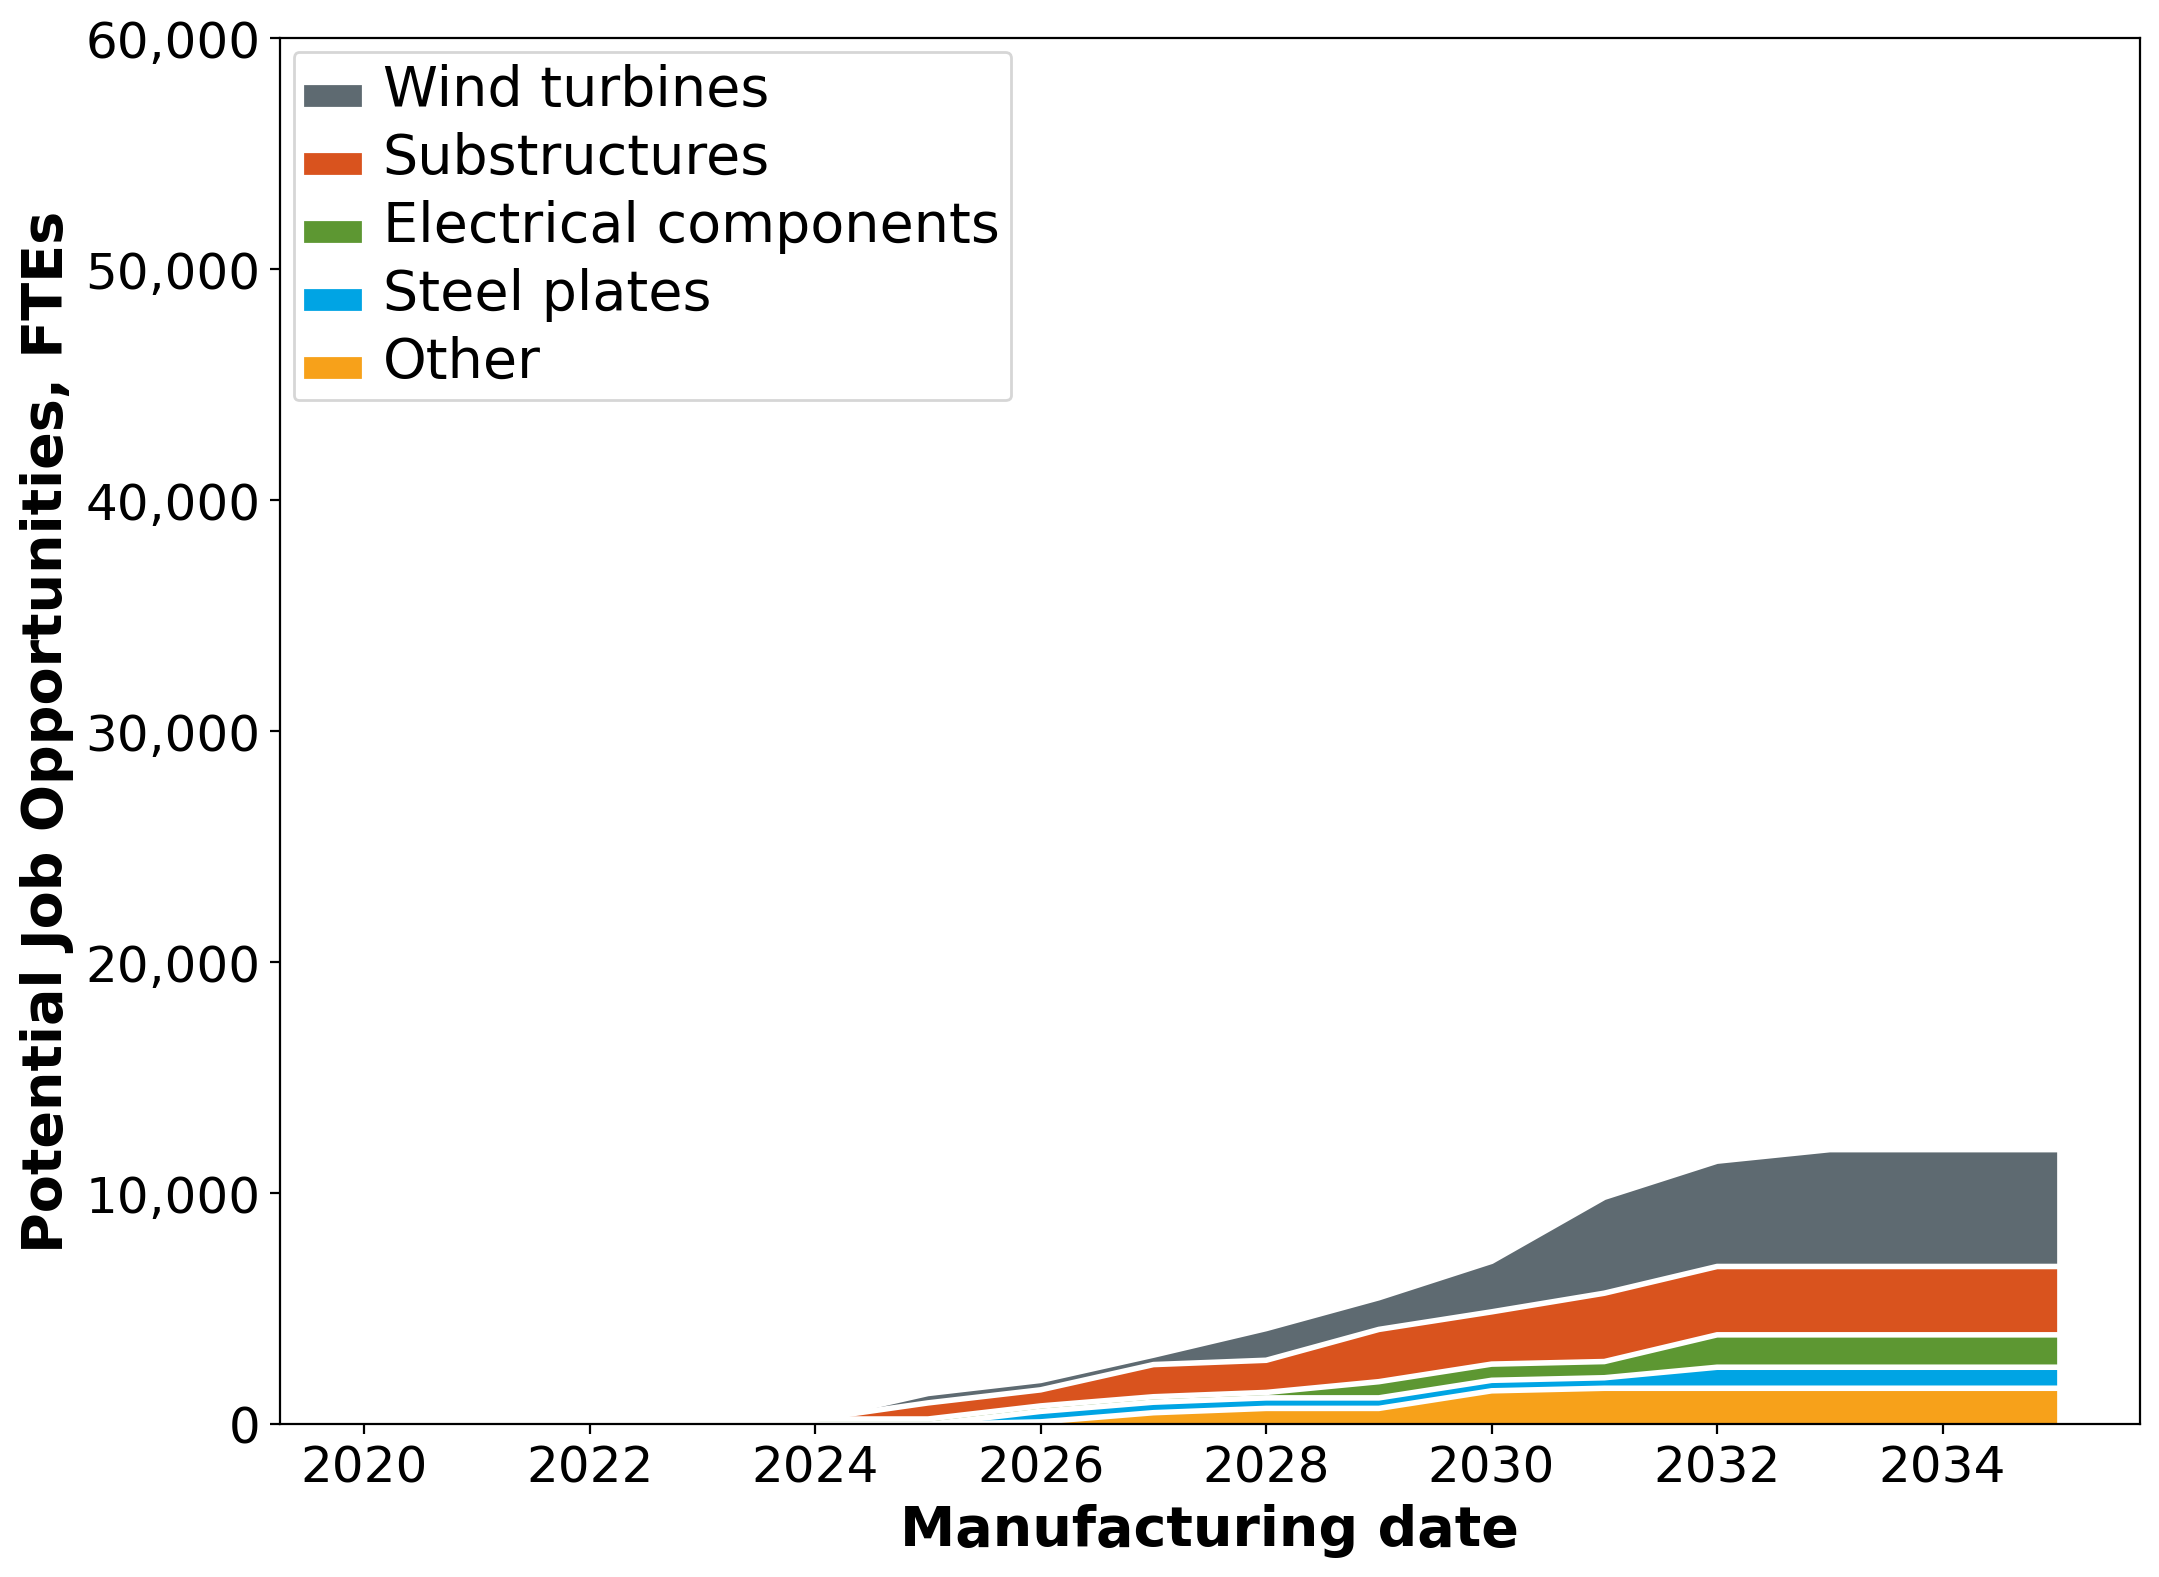 60,000
50,000
40,000
30,000
20,000
10,000
0
Potential Job Opportunities, FTEs
Wind turbines
Substructures
Electrical components
Steel plates
Other
2020 2022 2024 2026 2028 2030 2032 2034
Manufacturing date